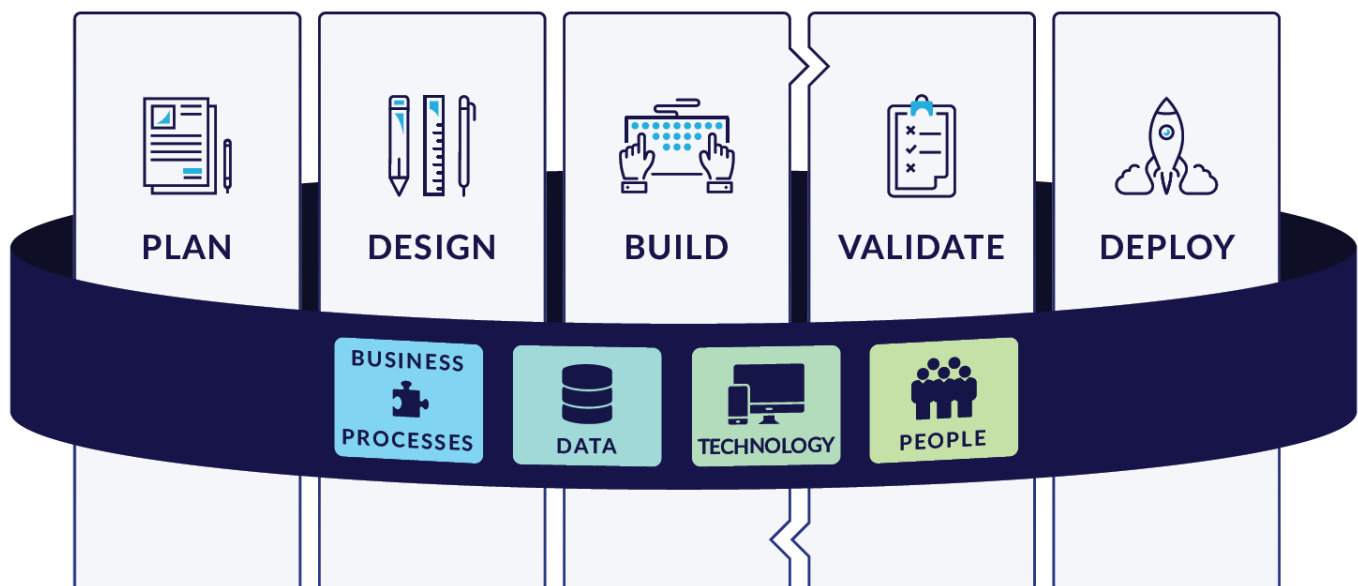 PLAN
DESIGN
BUILD
VALIDATE
DEPLOY
BUSINESS
PROCESSES
DATA
TECHNOLOGY
PEOPLE